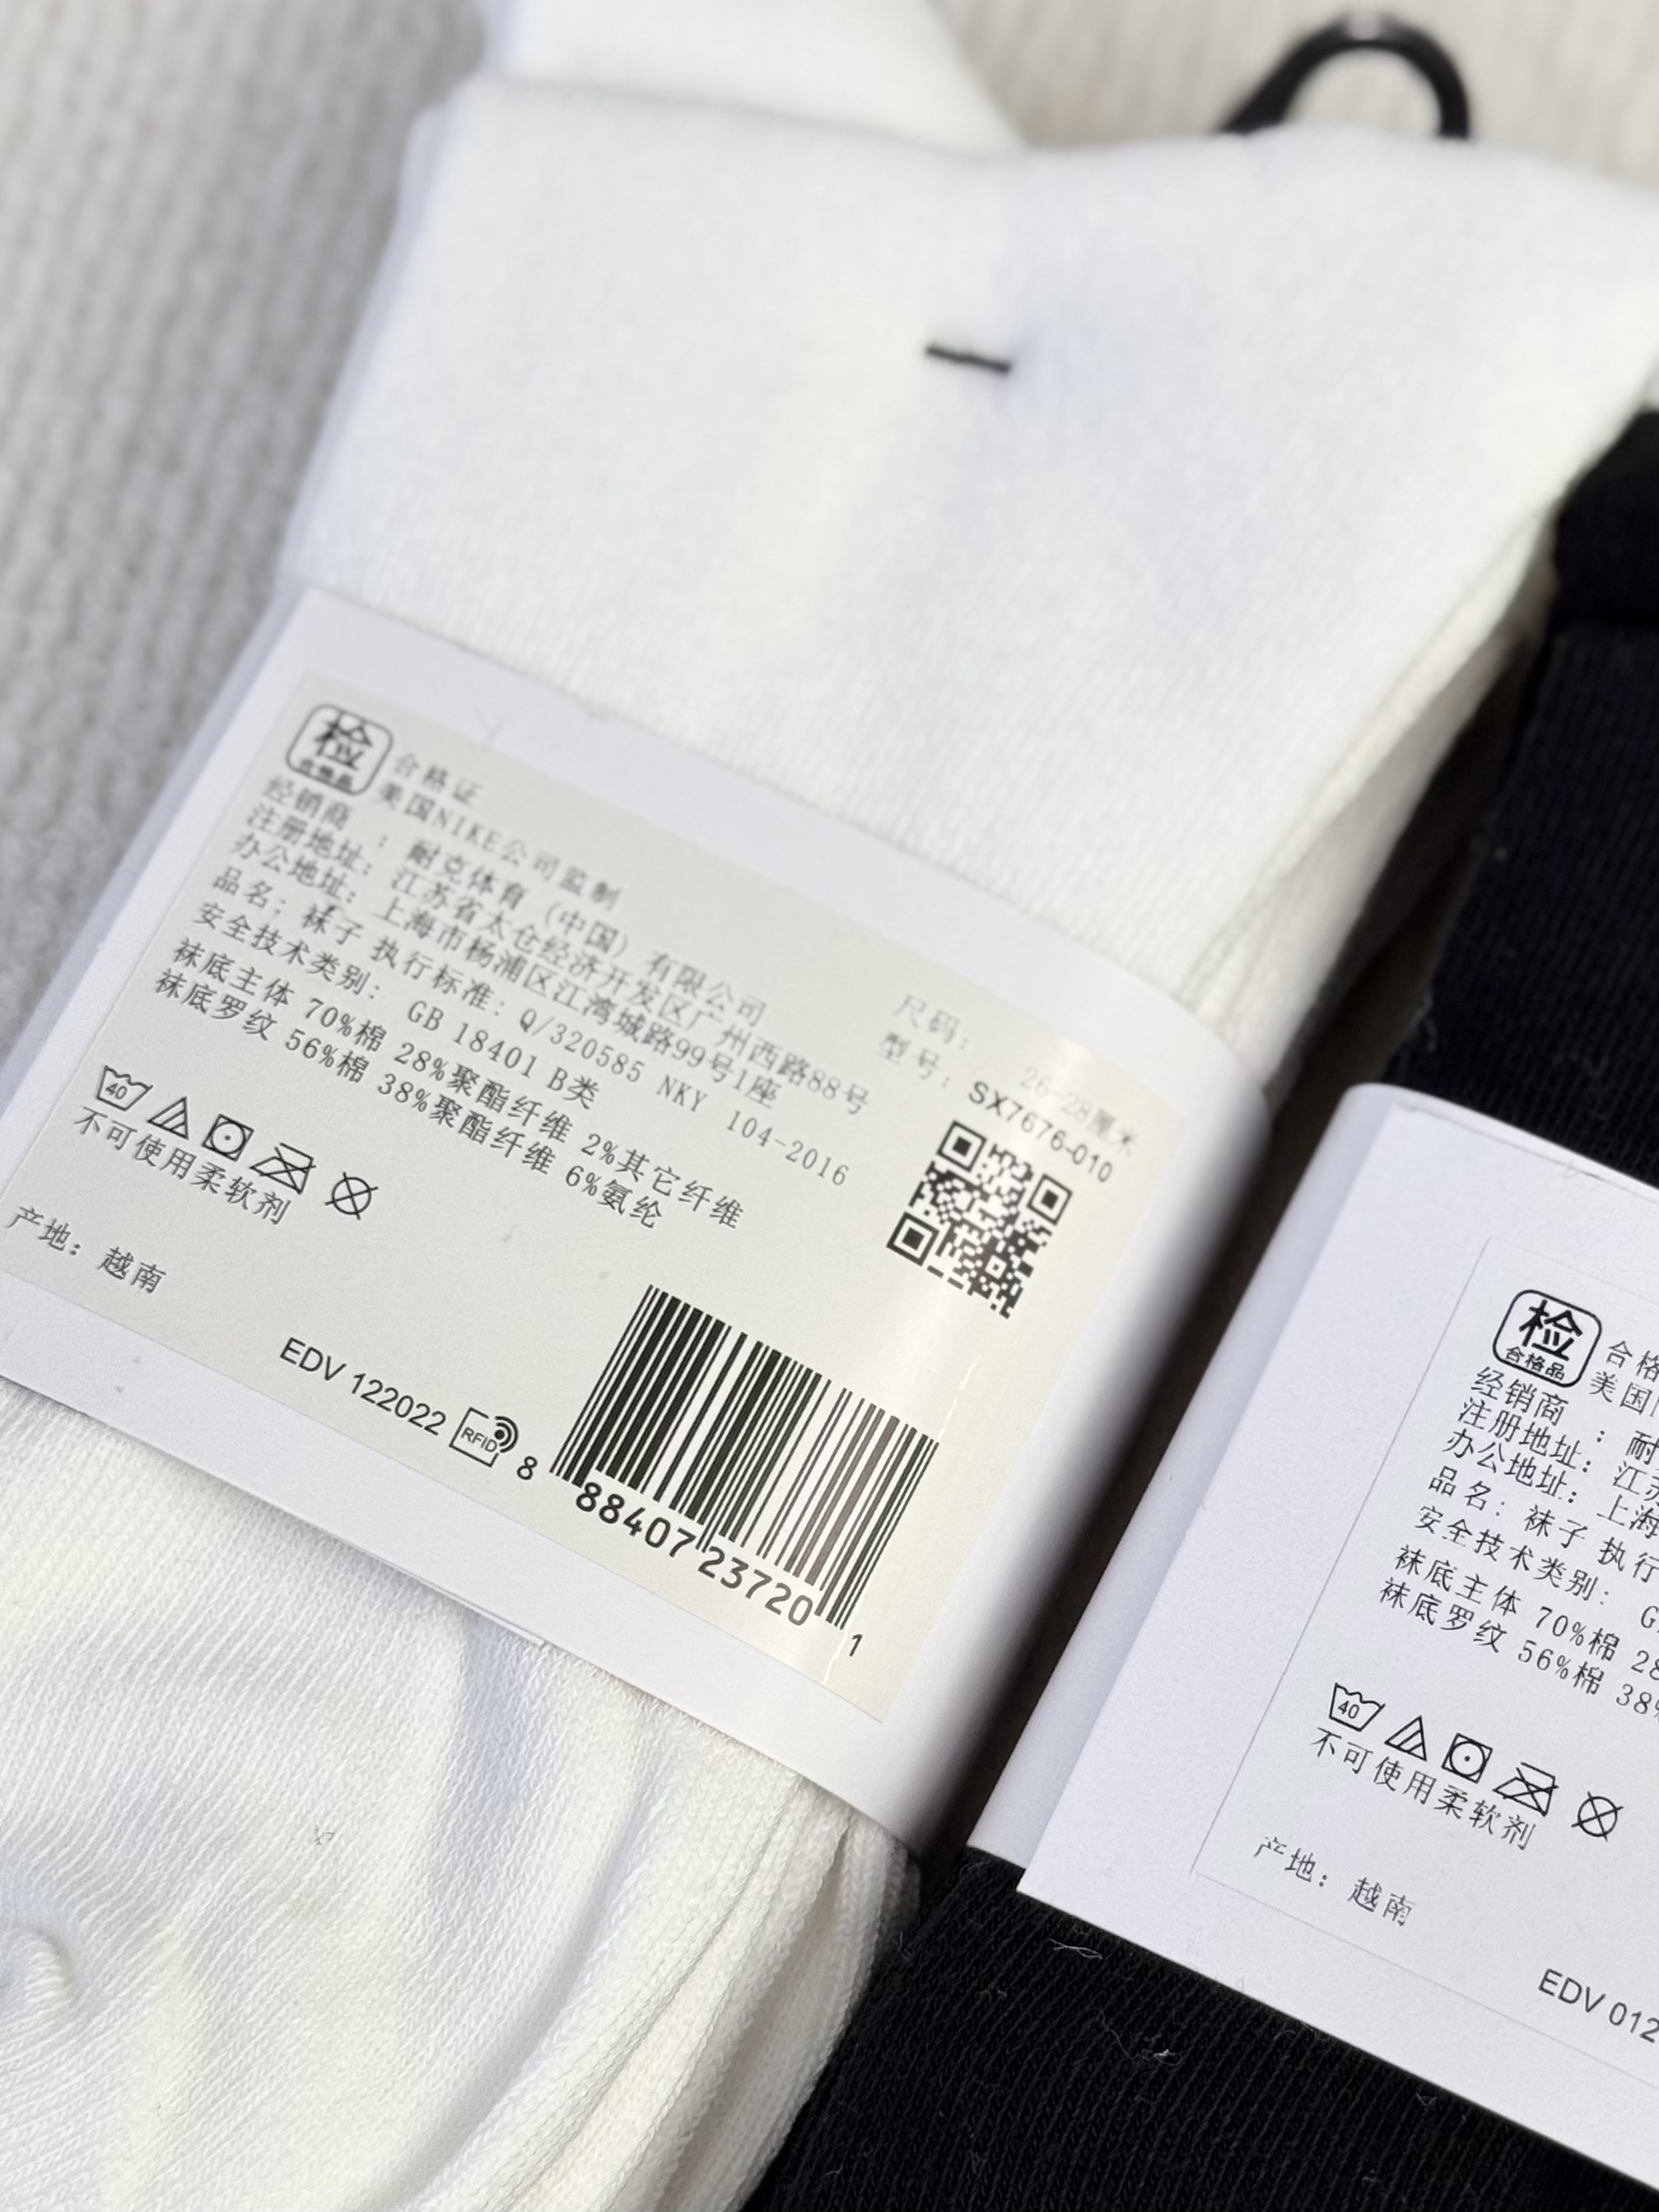 检
合格品
合格证
美国NIKE公司监制
经销商 : 耐克体育 (中国) 有限公司
注册地址: 江苏省太仓经济开发区广州西路88号
办公地址: 上海市杨浦区江湾城路99号1座
品名: 袜子 执行标准: Q/320585 NKY 104-2016
安全技术类别: GB 18401 B类
袜底主体 70%棉 28%聚酯纤维 2%其它纤维
袜底罗纹 56%棉 38%聚酯纤维 6%氨纶
40
不可使用柔软剂
产地: 越南
尺码: 26-28厘米
型号: SX7676-010
EDV 122022
RFID
8 88407 23720 1
检
合格品
合格
美国
经销商 : 耐
注册地址: 江苏
办公地址: 上海
品名: 袜子 执行
安全技术类别: G
袜底主体 70%棉 28
袜底罗纹 56%棉 38%
40
不可使用柔软剂
产地: 越南
EDV 012